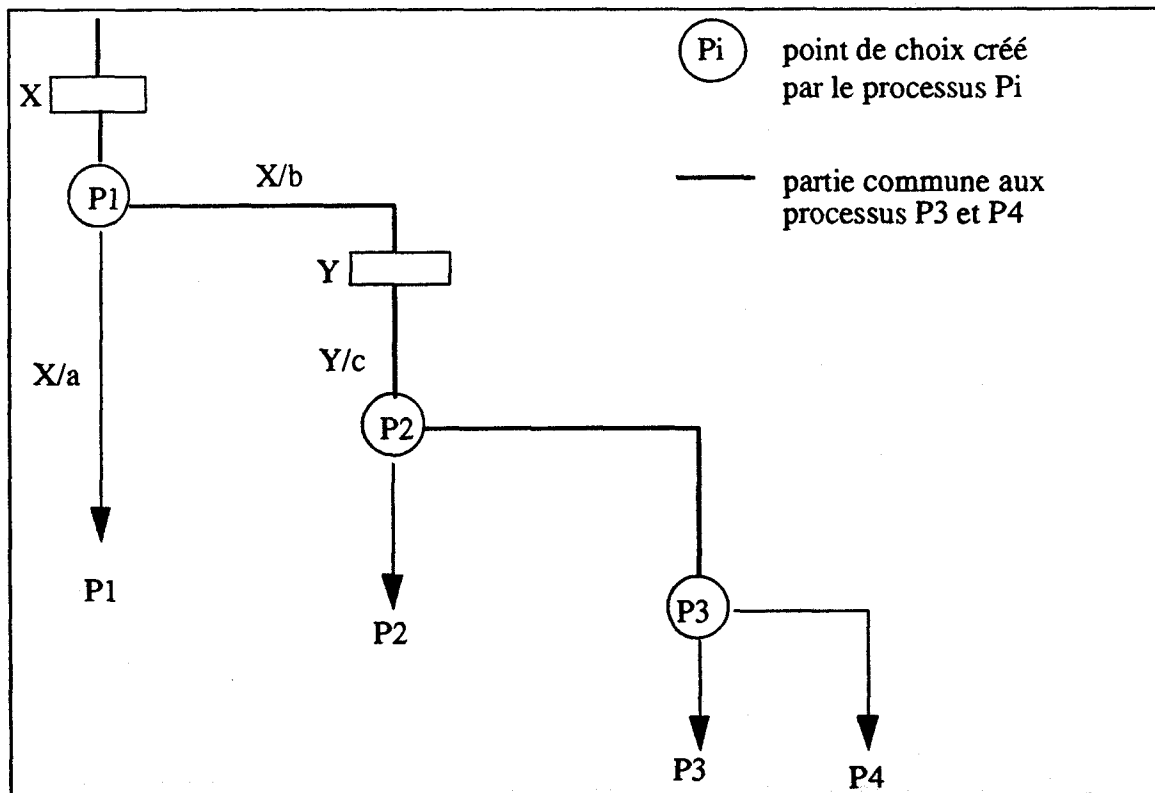 Pi
point de choix créé
par le processus Pi
X
P1
X/b
partie commune aux
processus P3 et P4
Y
X/a
Y/c
P2
P1
P2
P3
P3
P4